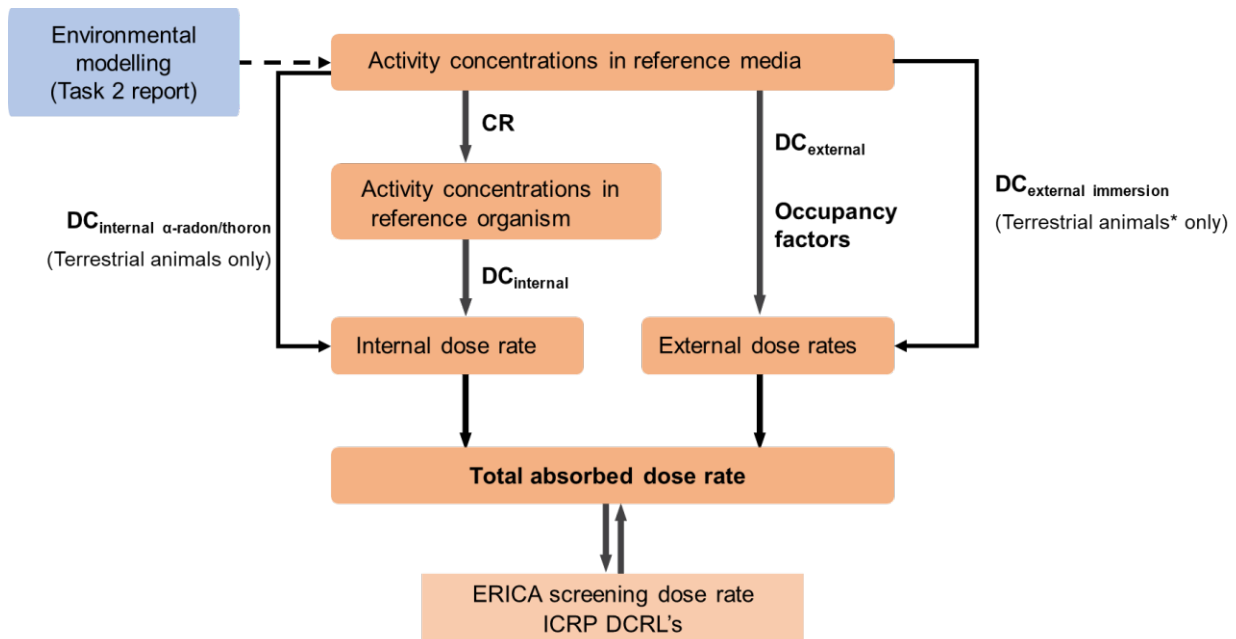 Environmental
modelling
(Task 2 report)
Activity concentrations in reference media
CR
DCexternal
Activity concentrations in
reference organism
DCexternal immersion
(Terrestrial animals* only)
DCinternal α-radon/thoron
(Terrestrial animals only)
Occupancy
factors
DCinternal
Internal dose rate
External dose rates
Total absorbed dose rate
ERICA screening dose rate
ICRP DCRL's